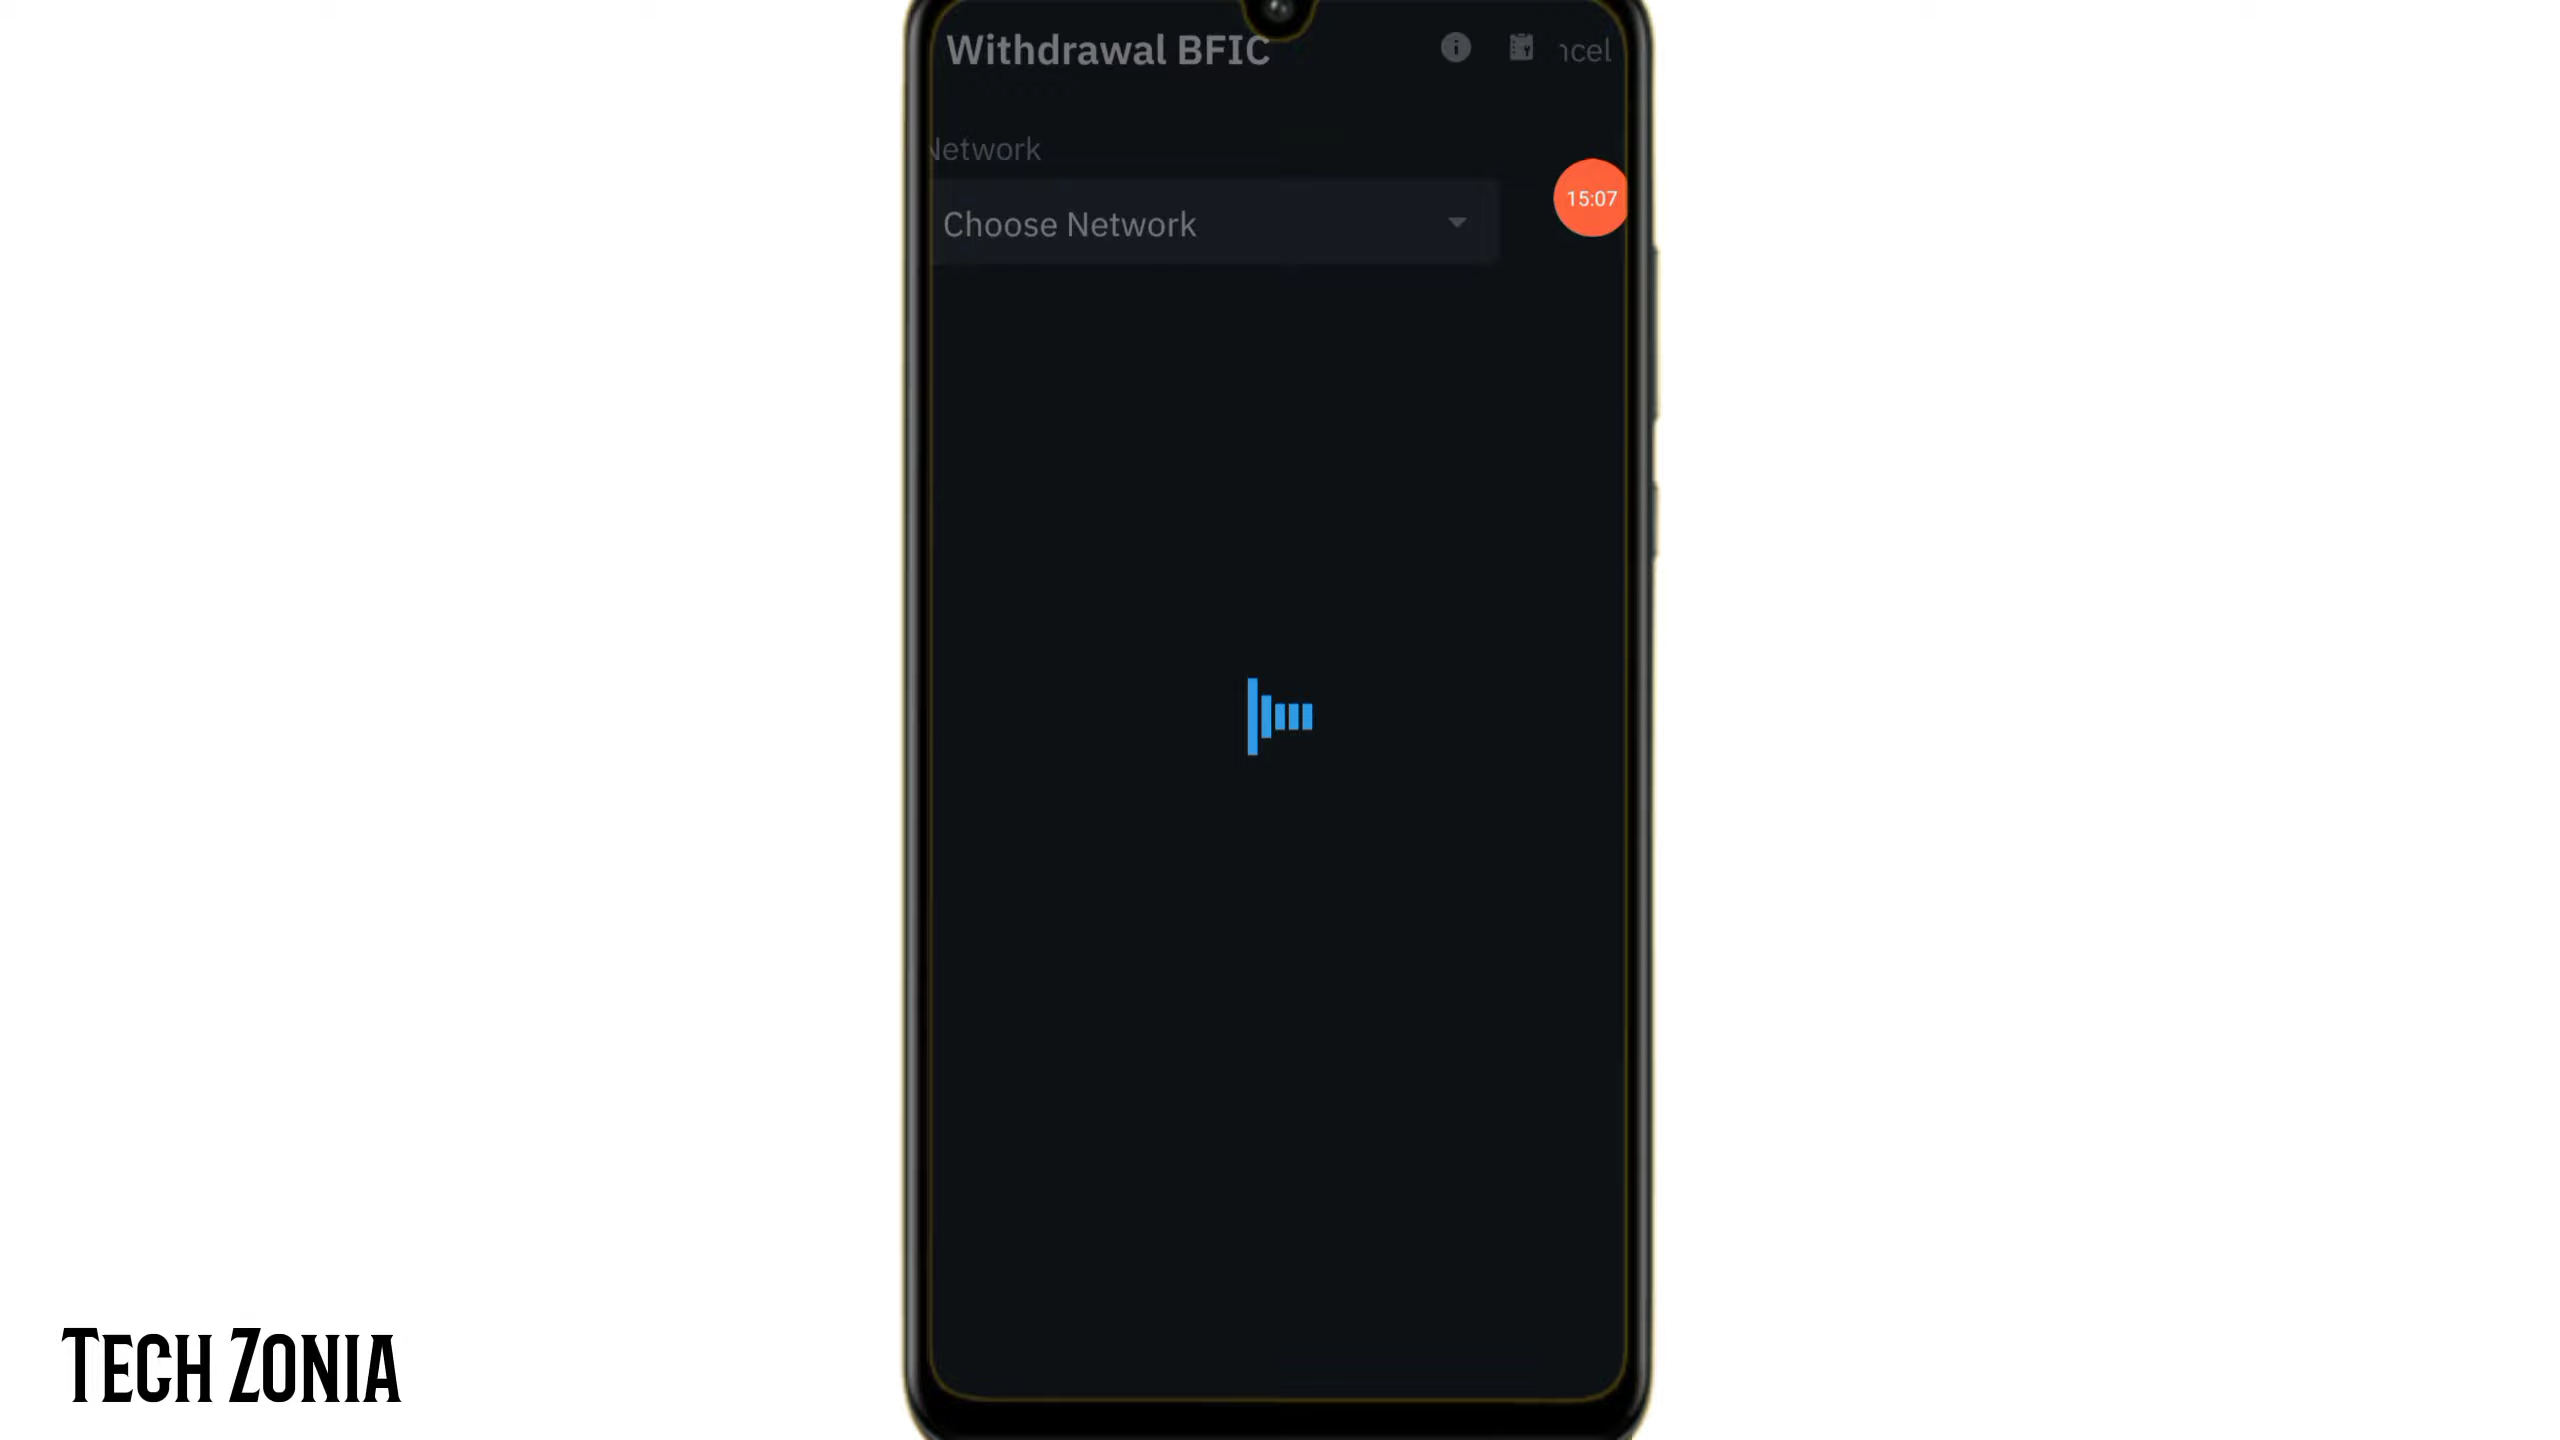 Withdrawal BFIC
ncel
Network
15:07
Choose Network
TECH ZONIA